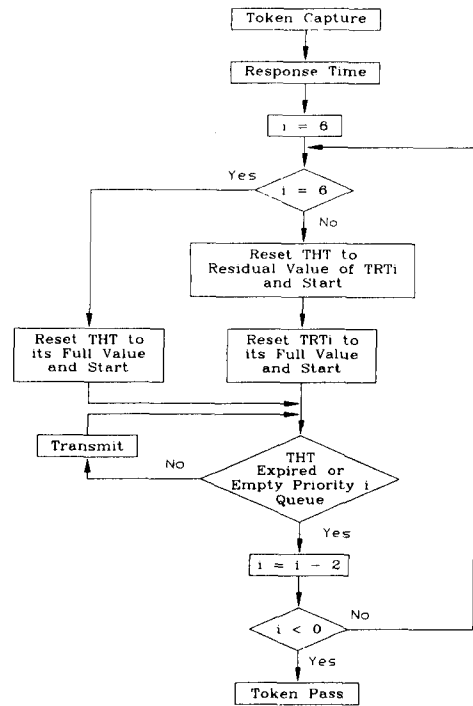 Token Capture
Response Time
i = 6
i = 6
Yes
No
Reset THT to
Residual Value of TRTi
and Start
Reset THT to
its Full Value
and Start
Reset TRTi to
its Full Value
and Start
Transmit
No
THT
Expired or
Empty Priority i
Queue
Yes
i = i - 2
i < 0
No
Yes
Token Pass